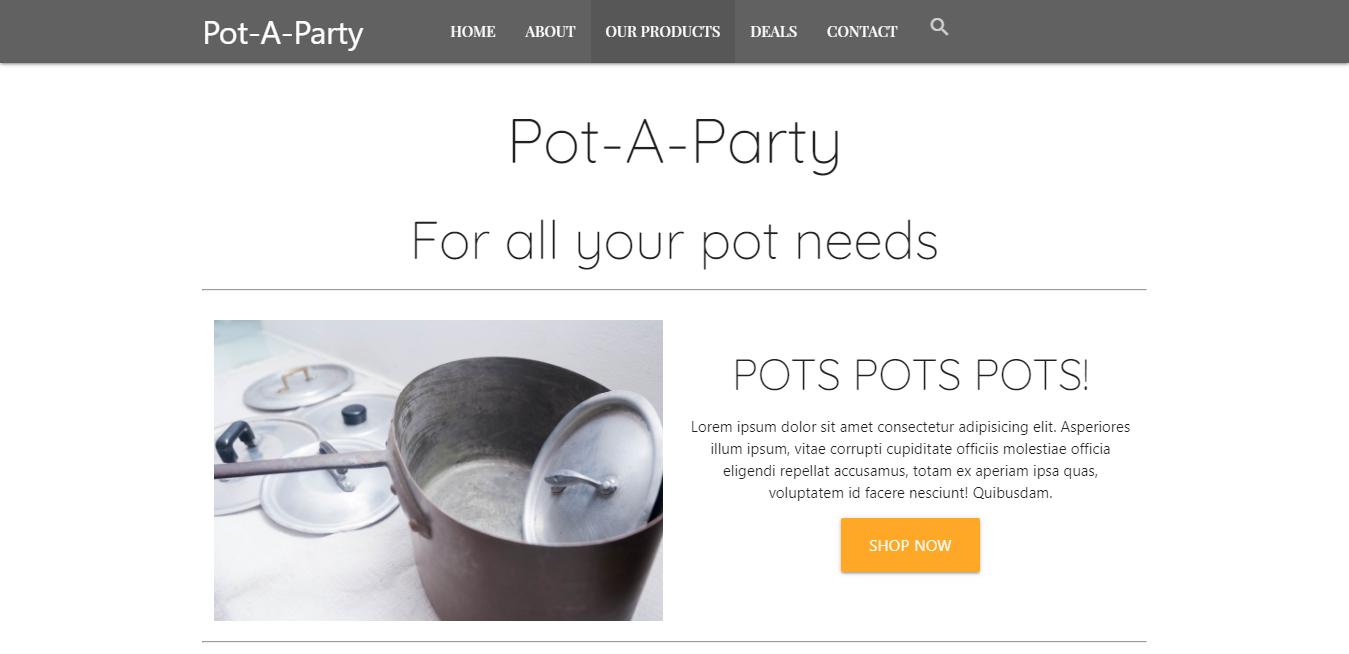 Pot-A-Party HOME ABOUT OUR PRODUCTS DEALS CONTACT
Pot-A-Party
For all your pot needs
POTS POTS POTS!
Lorem ipsum dolor sit amet consectetur adipisicing elit. Asperiores
illum ipsum, vitae corrupti cupiditate officiis molestiae officia
eligendi repellat accusamus, totam ex aperiam ipsa quas,
voluptatem id facere nesciunt! Quibusdam.
SHOP NOW